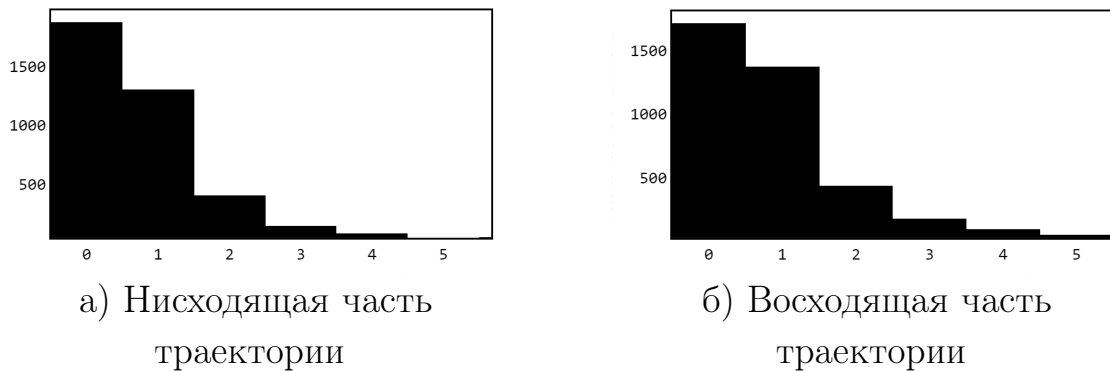 1500
1000
500
0 1 2 3 4 5
а) Нисходящая часть
траектории
1500
1000
500
0 1 2 3 4 5
б) Восходящая часть
траектории